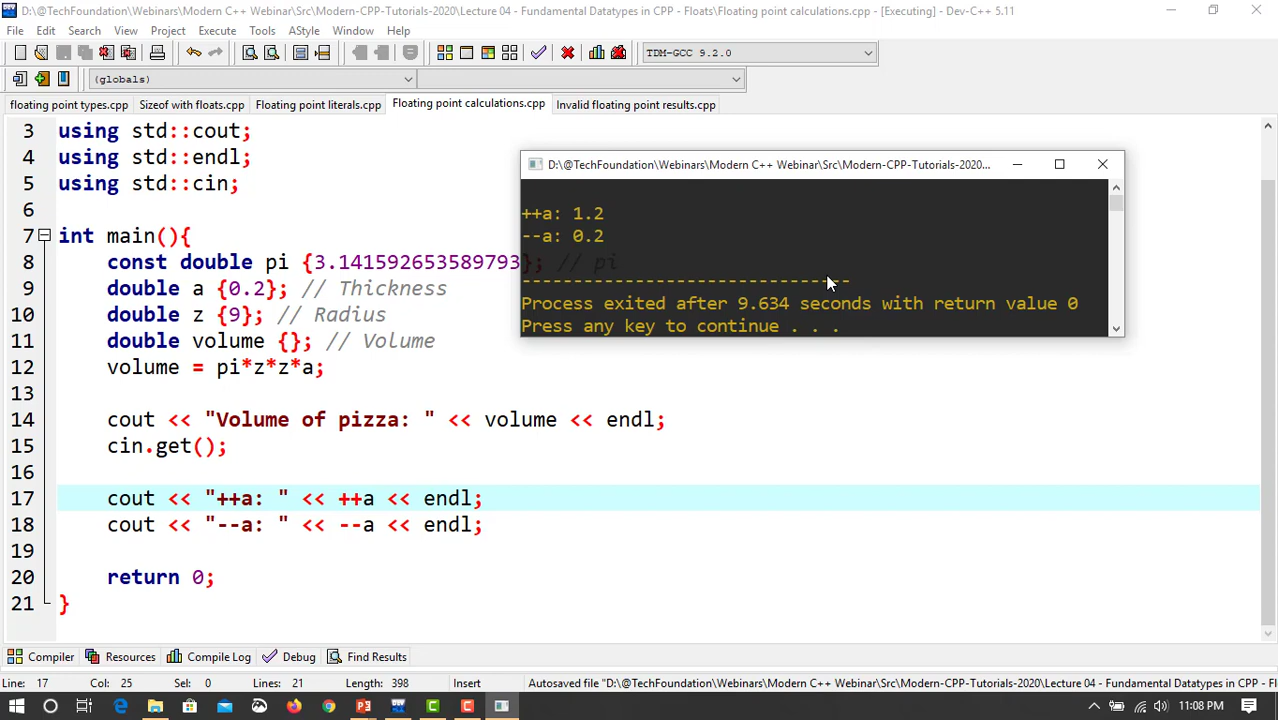 D:\@TechFoundation\Webinars\Modern C++ Webinar\Src\Modern-CPP-Tutorials-2020\Lecture 04 - Fundamental Datatypes in CPP - Floats\Floating point calculations.cpp - [Executing] - Dev-C++ 5.11
File Edit Search View Project Execute Tools AStyle Window Help
TDM-GCC 9.2.0
(globals)
floating point types.cpp Sizeof with floats.cpp Floating point literals.cpp Floating point calculations.cpp Invalid floating point results.cpp
3 using std::cout;
4 using std::endl;
5 using std::cin;
6
7 int main(){
8 const double pi {3.141592653589793}; // pi
9 double a {0.2}; // Thickness
10 double z {9}; // Radius
11 double volume {}; // Volume
12 volume = pi*z*z*a;
13
14 cout << "Volume of pizza: " << volume << endl;
15 cin.get();
16
17 cout << "++a: " << ++a << endl;
18 cout << "--a: " << --a << endl;
19
20 return 0;
21 }
D:\@TechFoundation\Webinars\Modern C++ Webinar\Src\Modern-CPP-Tutorials-2020...
++a: 1.2
--a: 0.2
--------------------------------
Process exited after 9.634 seconds with return value 0
Press any key to continue . . .
Compiler Resources Compile Log Debug Find Results
Line: 17 Col: 25 Sel: 0 Lines: 21 Length: 398 Insert Autosaved file "D:\@TechFoundation\Webinars\Modern C++ Webinar\Src\Modern-CPP-Tutorials-2020\Lecture 04 - Fundamental Datatypes in CPP - Fl
11:08 PM